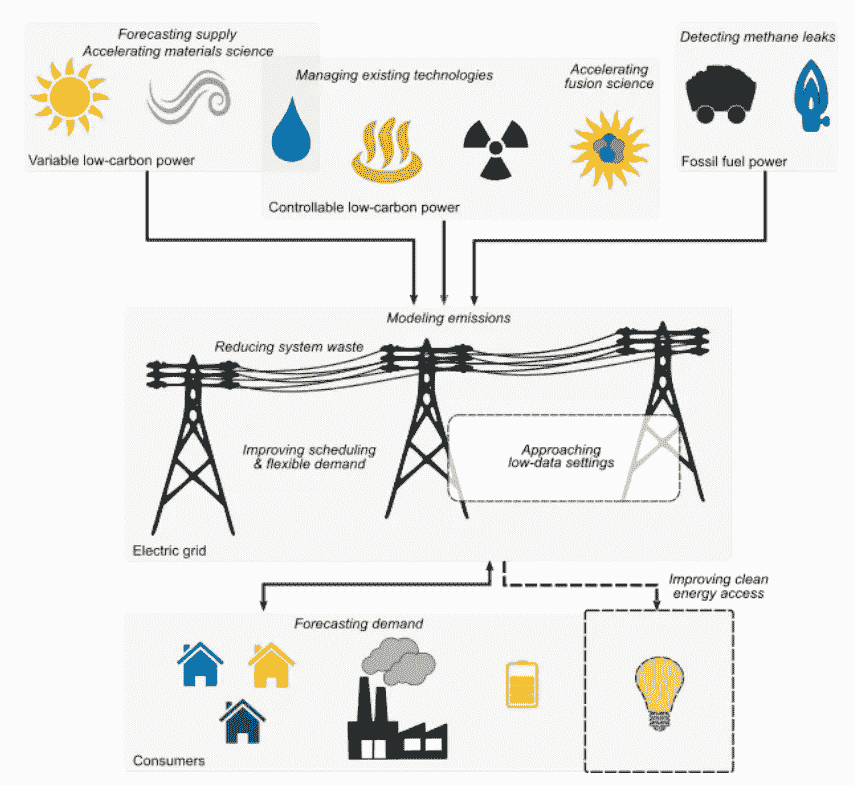 Forecasting supply
Accelerating materials science
Variable low-carbon power
Managing existing technologies
Accelerating
fusion science
Controllable low-carbon power
Detecting methane leaks
Fossil fuel power
Modeling emissions
Reducing system waste
Improving scheduling
& flexible demand
Approaching
low-data settings
Electric grid
Improving clean
energy access
Forecasting demand
Consumers